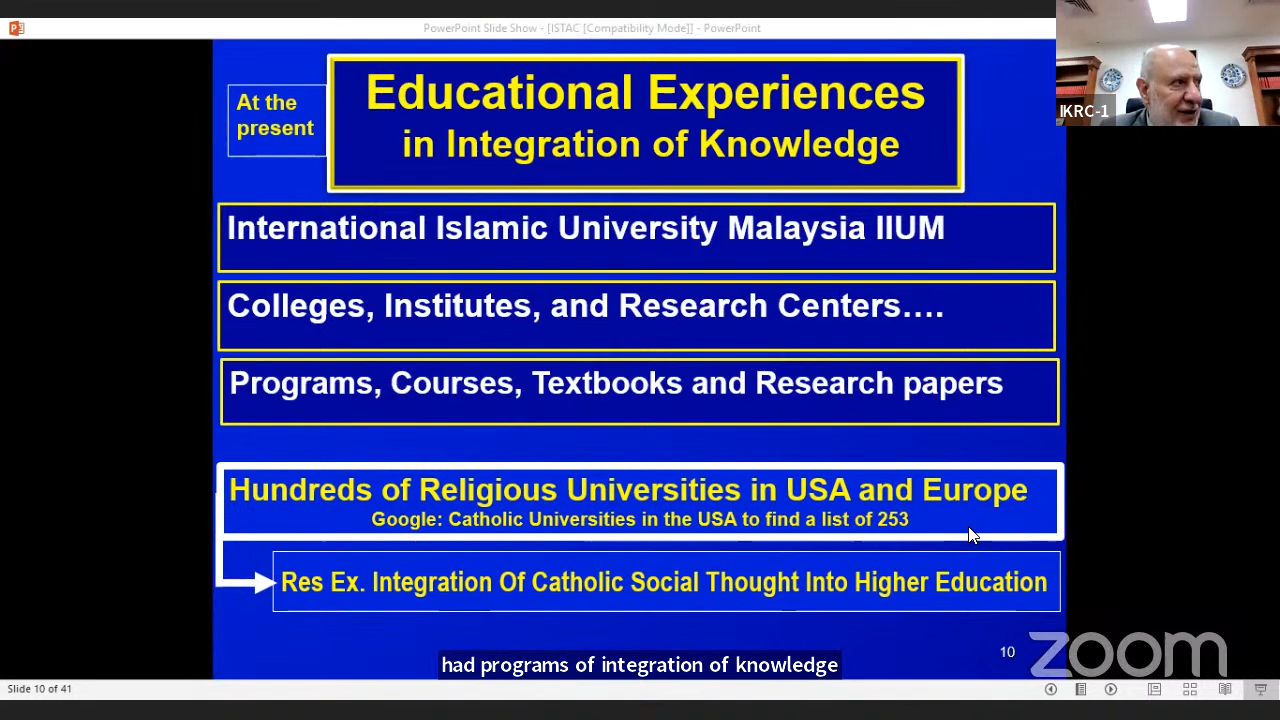 PowerPoint Slide Show - [ISTAC [Compatibility Mode]] - PowerPoint
At the
present
Educational Experiences
in Integration of Knowledge
IKRC-1
International Islamic University Malaysia IIUM
Colleges, Institutes, and Research Centers….
Programs, Courses, Textbooks and Research papers
Hundreds of Religious Universities in USA and Europe
Google: Catholic Universities in the USA to find a list of 253
Res Ex. Integration Of Catholic Social Thought Into Higher Education
had programs of integration of knowledge
10
zoom
Slide 10 of 41